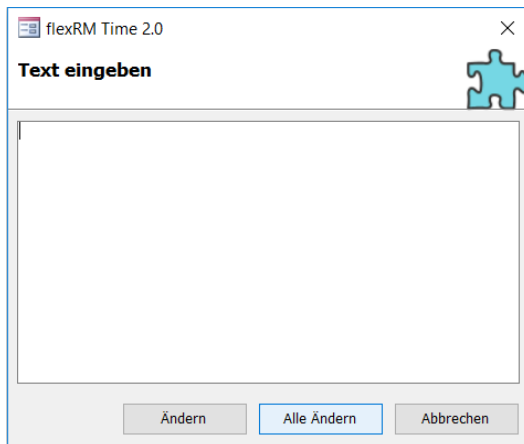 flexRM Time 2.0
Text eingeben
Ändern
Alle Ändern
Abbrechen